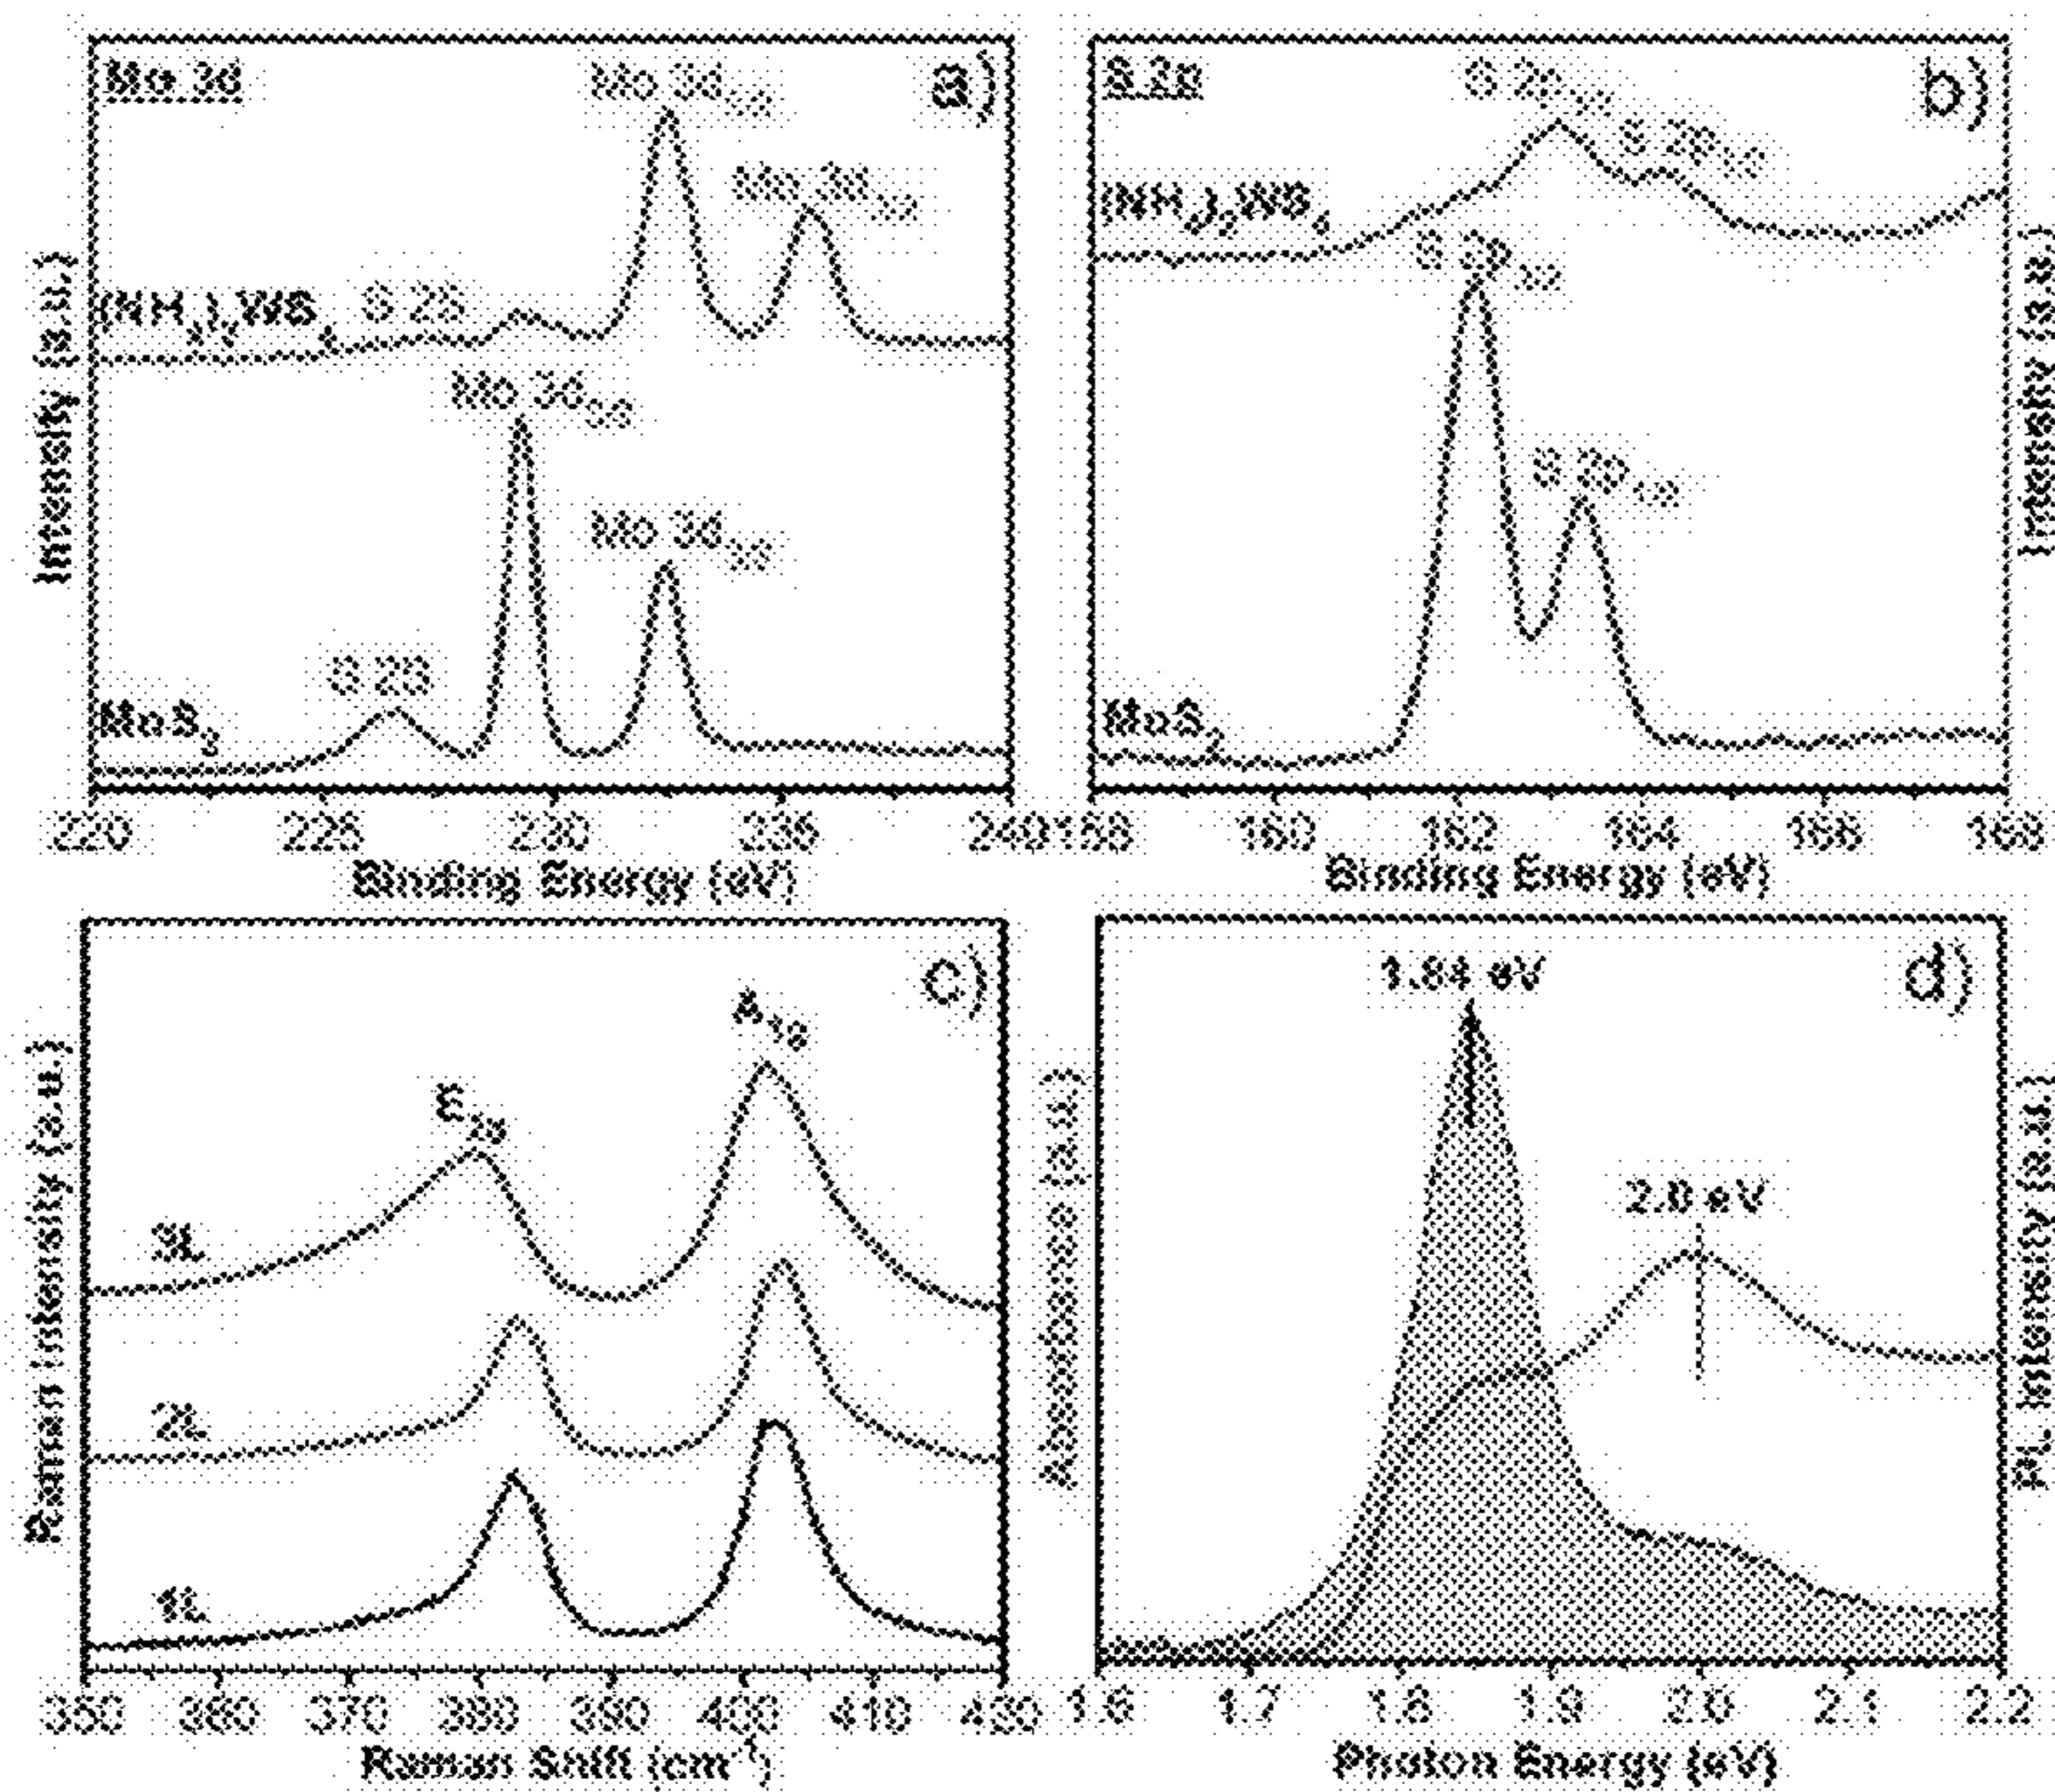 Mo 3d
a)
Mo 3d5/2
Mo 3d3/2
(NH4)2WS4
S 2S
Mo 3d5/2
Mo 3d3/2
S 2S
MoS2
Intensity (a.u.)
220 225 230 235 240
Binding Energy (eV)
S 2p
b)
S 2p3/2
S 2p1/2
(NH4)2WS4
S 2p3/2
S 2p1/2
MoS2
Intensity (a.u.)
158 160 162 164 166 168
Binding Energy (eV)
c)
A1g
E2g
3L
2L
1L
Raman Intensity (a.u.)
350 360 370 380 390 400 410 420
Raman Shift (cm-1)
d)
1.84 eV
2.0 eV
Absorbance (a.u.)
PL Intensity (a.u.)
1.6 1.7 1.8 1.9 2.0 2.1 2.2
Photon Energy (eV)